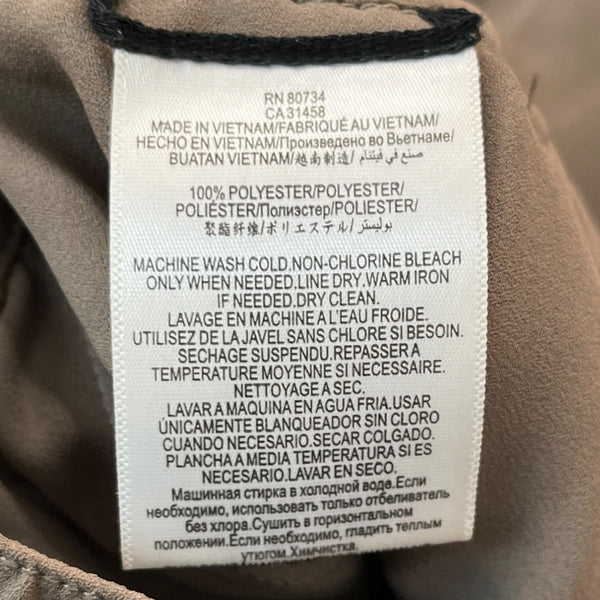 RN 80734
CA 31458
MADE IN VIETNAM/FABRIQUÉ AU VIETNAM/
HECHO EN VIETNAM/Произведено во Вьетнаме/
BUATAN VIETNAM/越南制造/ صنع في فيتنام
100% POLYESTER/POLYESTER/
POLIÉSTER/Полиэстер/POLYESTER/
聚酯纤维/ポリエステル/بوليستر
MACHINE WASH COLD.NON-CHLORINE BLEACH
ONLY WHEN NEEDED.LINE DRY.WARM IRON
IF NEEDED.DRY CLEAN.
LAVAGE EN MACHINE A L'EAU FROIDE.
UTILISEZ DE LA JAVEL SANS CHLORE SI BESOIN.
SECHAGE SUSPENDU.REPASSER A
TEMPERATURE MOYENNE SI NECESSAIRE.
NETTOYAGE A SEC.
LAVAR A MAQUINA EN AGUA FRIA.USAR
ÚNICAMENTE BLANQUEADOR SIN CLORO
CUANDO NECESARIO.SECAR COLGADO.
PLANCHA A MEDIA TEMPERATURA SI ES
NECESARIO.LAVAR EN SECO.
Машинная стирка в холодной воде.Если
необходимо, использовать только отбеливатель
без хлора.Сушить в горизонтальном
положении.Если необходимо, гладить теплым
утюгом.Химчистка.